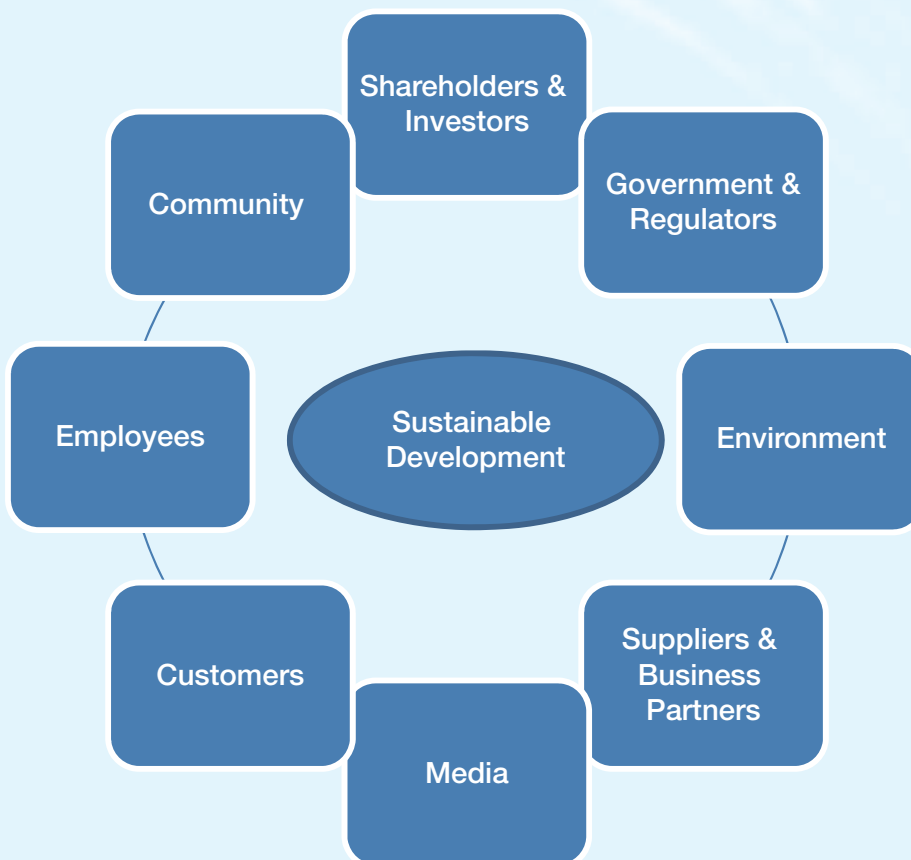 Shareholders &
Investors
Community
Government &
Regulators
Employees
Sustainable
Development
Environment
Customers
Suppliers &
Business
Partners
Media